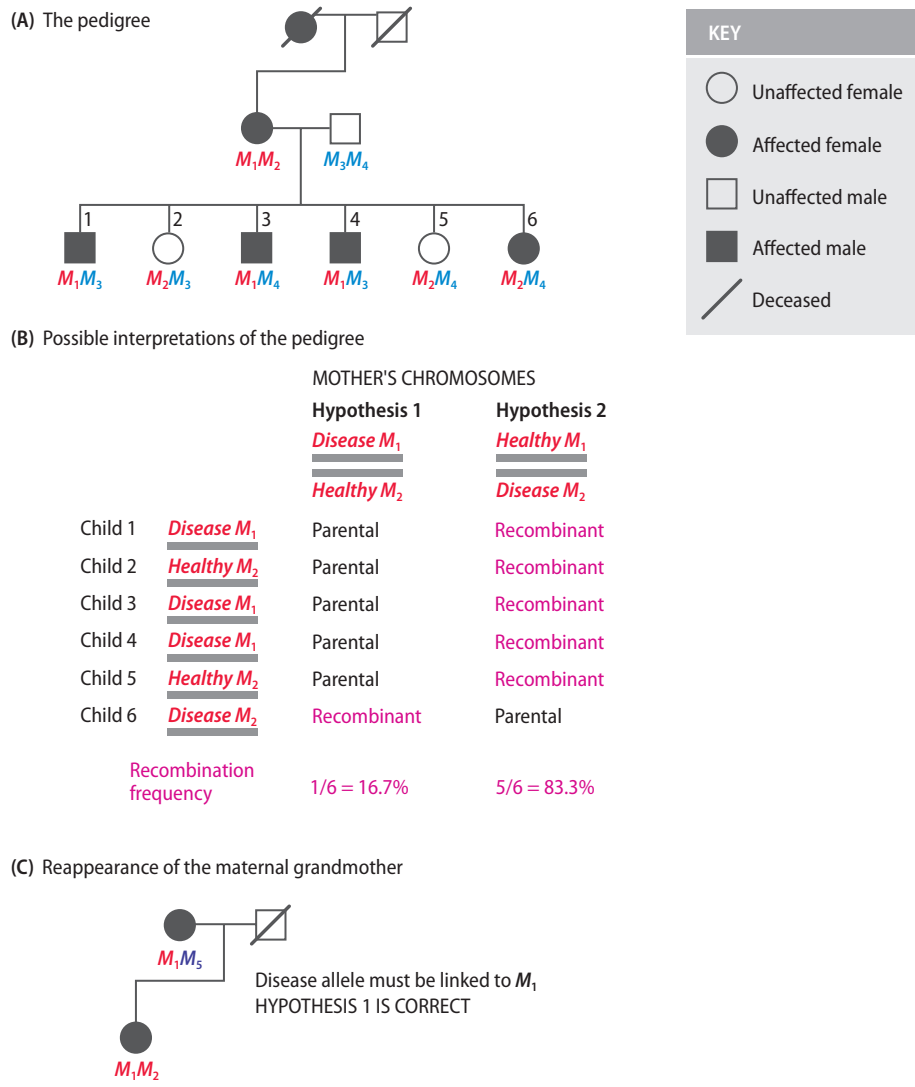 (A) The pedigree
KEY
Unaffected female
Affected female
Unaffected male
Affected male
Deceased
M₁M₂ M₃M₄
1 2 3 4 5 6
M₁M₃ M₂M₃ M₁M₄ M₁M₃ M₂M₄ M₂M₄
(B) Possible interpretations of the pedigree
MOTHER'S CHROMOSOMES
Hypothesis 1 Hypothesis 2
Disease M₁ Healthy M₁
Healthy M₂ Disease M₂
Child 1 Disease M₁ Parental Recombinant
Child 2 Healthy M₂ Parental Recombinant
Child 3 Disease M₁ Parental Recombinant
Child 4 Disease M₁ Parental Recombinant
Child 5 Healthy M₂ Parental Recombinant
Child 6 Disease M₂ Recombinant Parental
Recombination
frequency 1/6 = 16.7% 5/6 = 83.3%
(C) Reappearance of the maternal grandmother
M₁M₅
Disease allele must be linked to M₁
HYPOTHESIS 1 IS CORRECT
M₁M₂